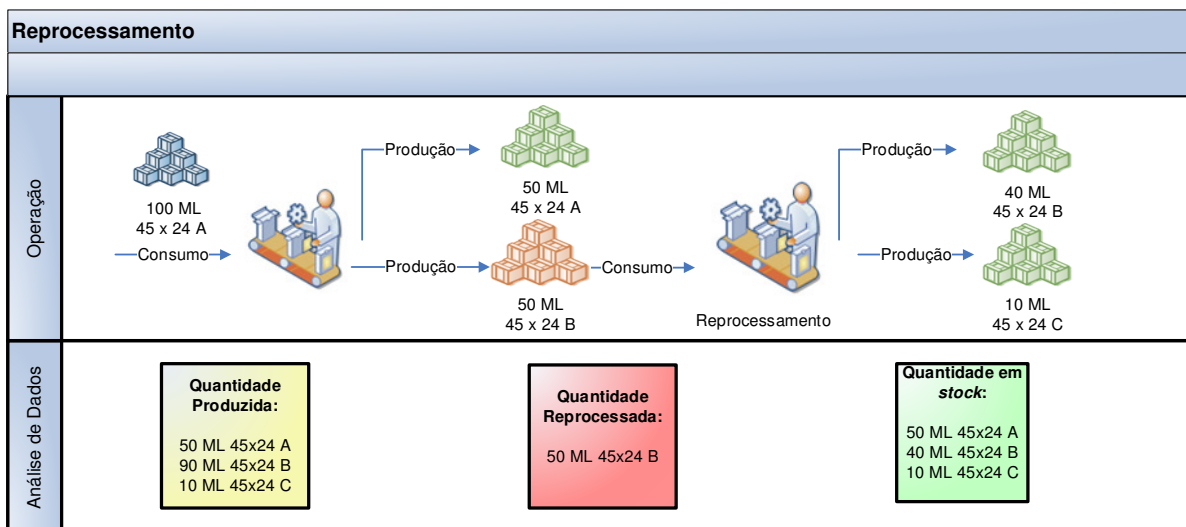 Reprocessamento
Operação
100 ML
45 x 24 A
Consumo
Produção
50 ML
45 x 24 A
Produção
50 ML
45 x 24 B
Consumo
Reprocessamento
Produção
40 ML
45 x 24 B
Produção
10 ML
45 x 24 C
Análise de Dados
Quantidade
Produzida:
50 ML 45x24 A
90 ML 45x24 B
10 ML 45x24 C
Quantidade
Reprocessada:
50 ML 45x24 B
Quantidade em
stock:
50 ML 45x24 A
40 ML 45x24 B
10 ML 45x24 C